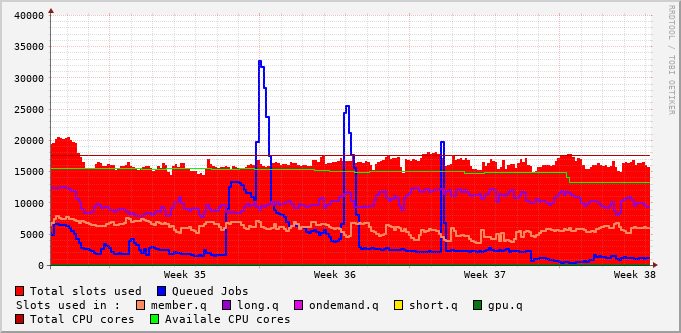 40000
35000
30000
25000
20000
15000
10000
5000
0
Week 35 Week 36 Week 37 Week 38
RRDTOOL / TOBI OETIKER
Total slots used Queued Jobs
Slots used in : member.q long.q ondemand.q short.q gpu.q
Total CPU cores Availale CPU cores